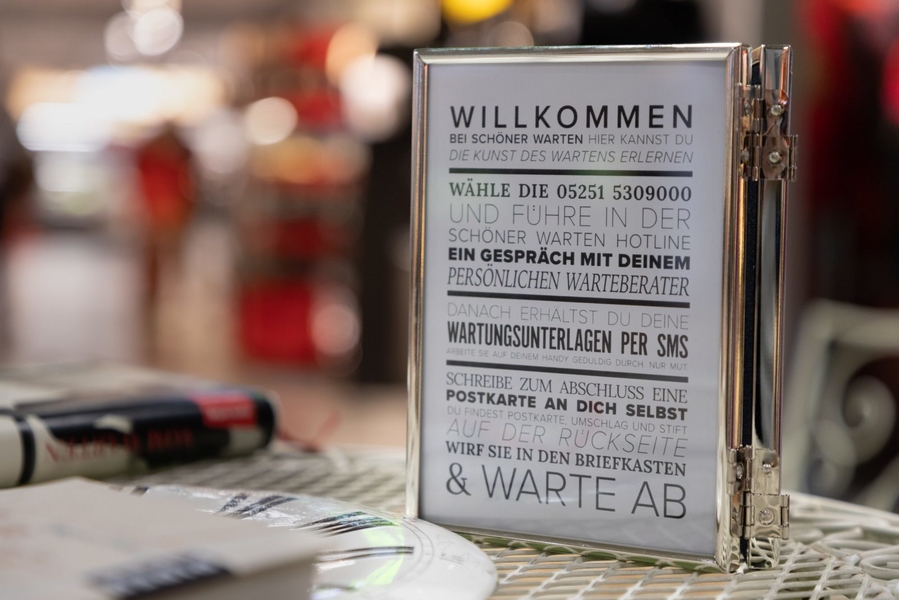 WILLKOMMEN
BEI SCHÖNER WARTEN HIER KANNST DU
DIE KUNST DES WARTENS ERLERNEN
WÄHLE DIE 05251 5309000
UND FÜHRE IN DER
SCHÖNER WARTEN HOTLINE
EIN GESPRÄCH MIT DEINEM
PERSÖNLICHEN WARTEBERATER
DANACH ERHÄLTST DU DEINE
WARTUNGSUNTERLAGEN PER SMS
ARBEITE SIE AUF DEINEM HANDY GEDULDIG DURCH. NUR MUT.
SCHREIBE ZUM ABSCHLUSS EINE
POSTKARTE AN DICH SELBST
DU FINDEST POSTKARTE, UMSCHLAG UND STIFT
AUF DER RÜCKSEITE
WIRF SIE IN DEN BRIEFKASTEN
& WARTE AB